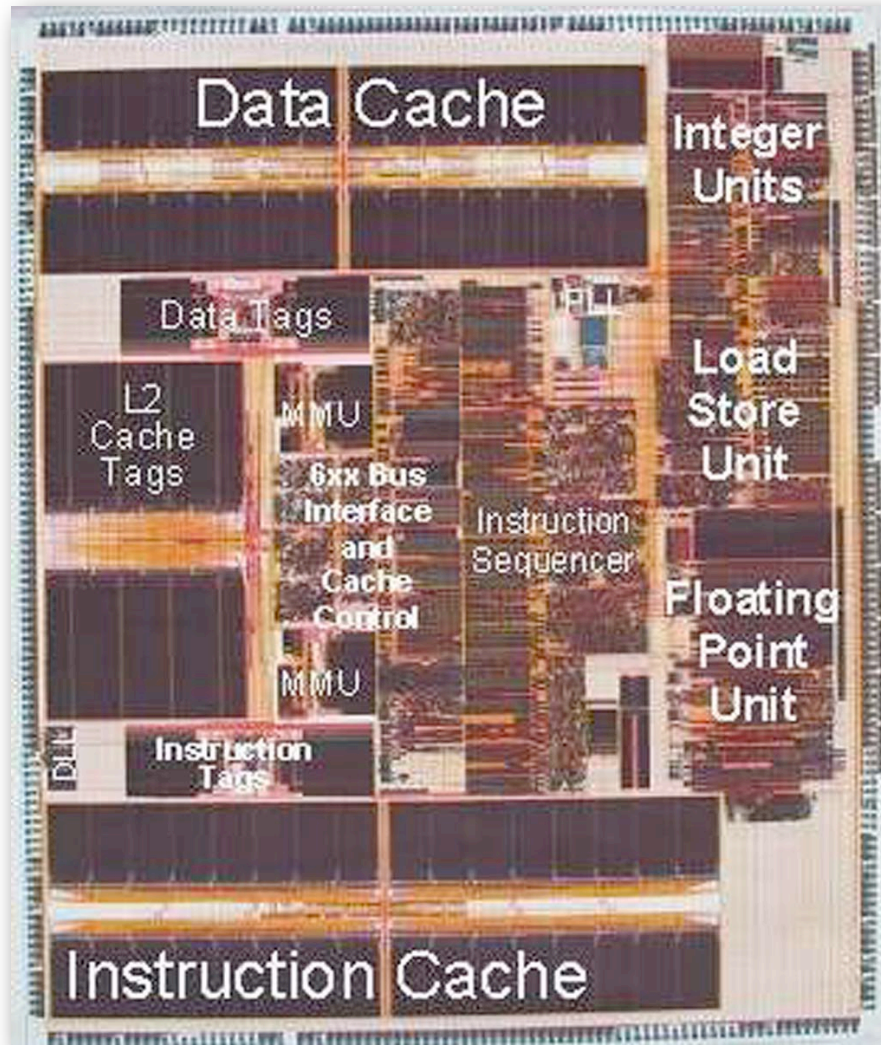 Data Cache
Integer
Units
Data Tags
Load
Store
Unit
L2
Cache
Tags
MMU
6xx Bus
Interface
and
Cache
Control
Instruction
Sequencer
Floating
Point
Unit
MMU
DLL
Instruction
Tags
Instruction Cache